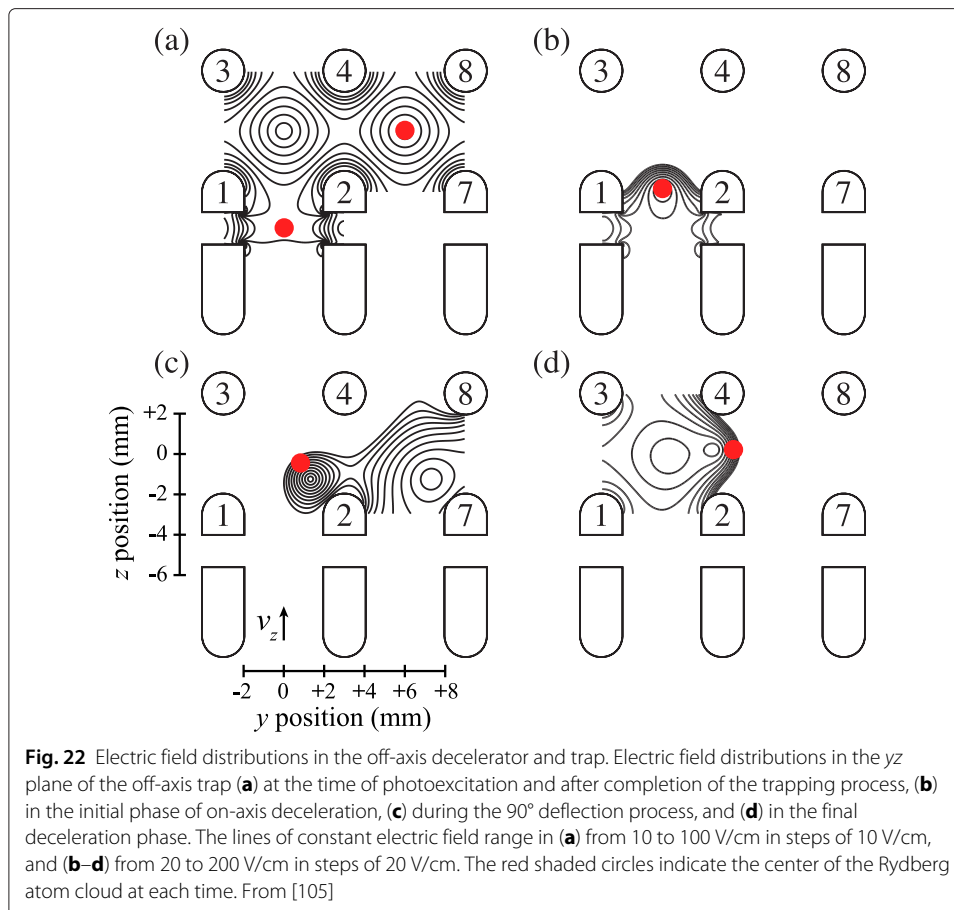 (a)
(b)
3 4 8
3 4 8
1 2 7
1 2 7
(c)
(d)
3 4 8
3 4 8
+2
0
-2
-4
-6
z position (mm)
1 2 7
1 2 7
v_z
-2 0 +2 +4 +6 +8
y position (mm)
Fig. 22 Electric field distributions in the off-axis decelerator and trap. Electric field distributions in the yz
plane of the off-axis trap (a) at the time of photoexcitation and after completion of the trapping process, (b)
in the initial phase of on-axis deceleration, (c) during the 90° deflection process, and (d) in the final
deceleration phase. The lines of constant electric field range in (a) from 10 to 100 V/cm in steps of 10 V/cm,
and (b–d) from 20 to 200 V/cm in steps of 20 V/cm. The red shaded circles indicate the center of the Rydberg
atom cloud at each time. From [105]